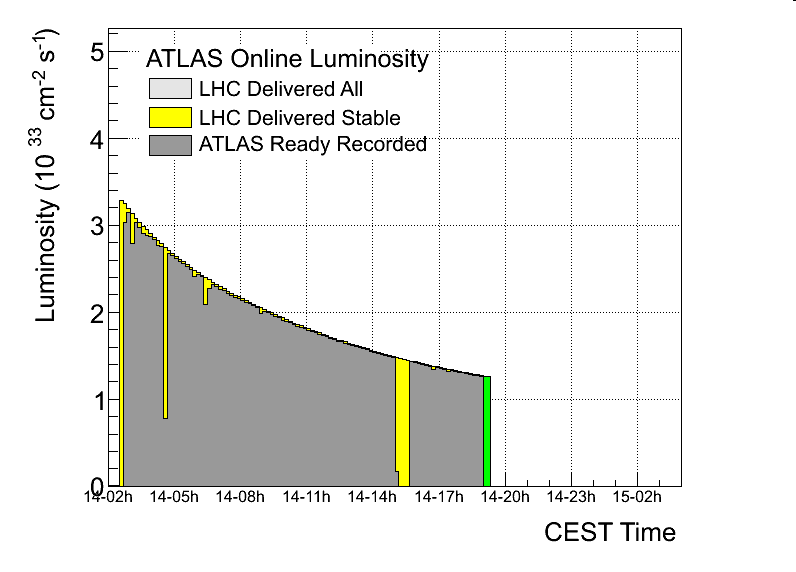 ATLAS Online Luminosity
LHC Delivered All
LHC Delivered Stable
ATLAS Ready Recorded
Luminosity (10 33 cm-2 s-1)
5
4
3
2
1
0
14-02h 14-05h 14-08h 14-11h 14-14h 14-17h 14-20h 14-23h 15-02h
CEST Time